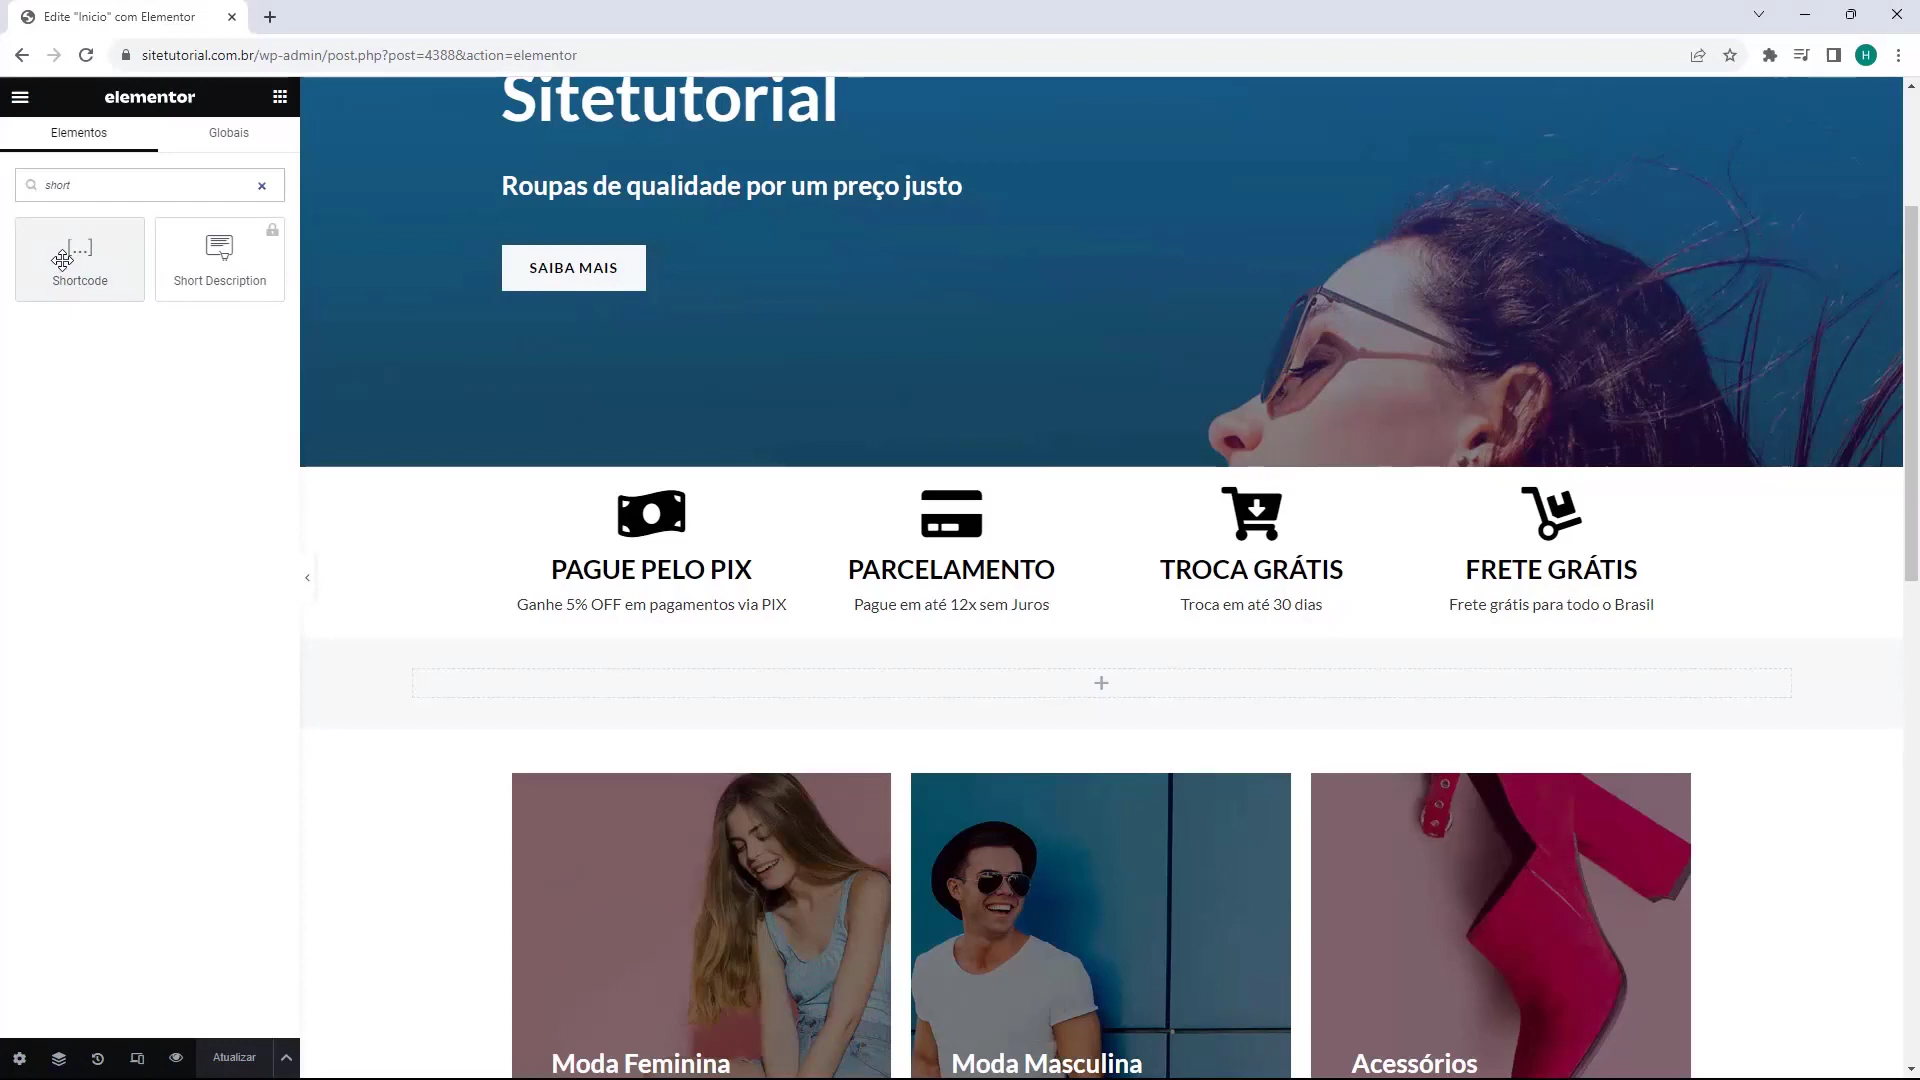 Edite "Inicio" com Elementor
sitetutorial.com.br/wp-admin/post.php?post=4388&action=elementor
H
elementor
Elementos
Globais
short
[...]
Shortcode
Short Description
Atualizar
Sitetutorial
Roupas de qualidade por um preço justo
SAIBA MAIS
PAGUE PELO PIX
PARCELAMENTO
TROCA GRÁTIS
FRETE GRÁTIS
Ganhe 5% OFF em pagamentos via PIX
Pague em até 12x sem Juros
Troca em até 30 dias
Frete grátis para todo o Brasil
Moda Feminina
Moda Masculina
Acessórios